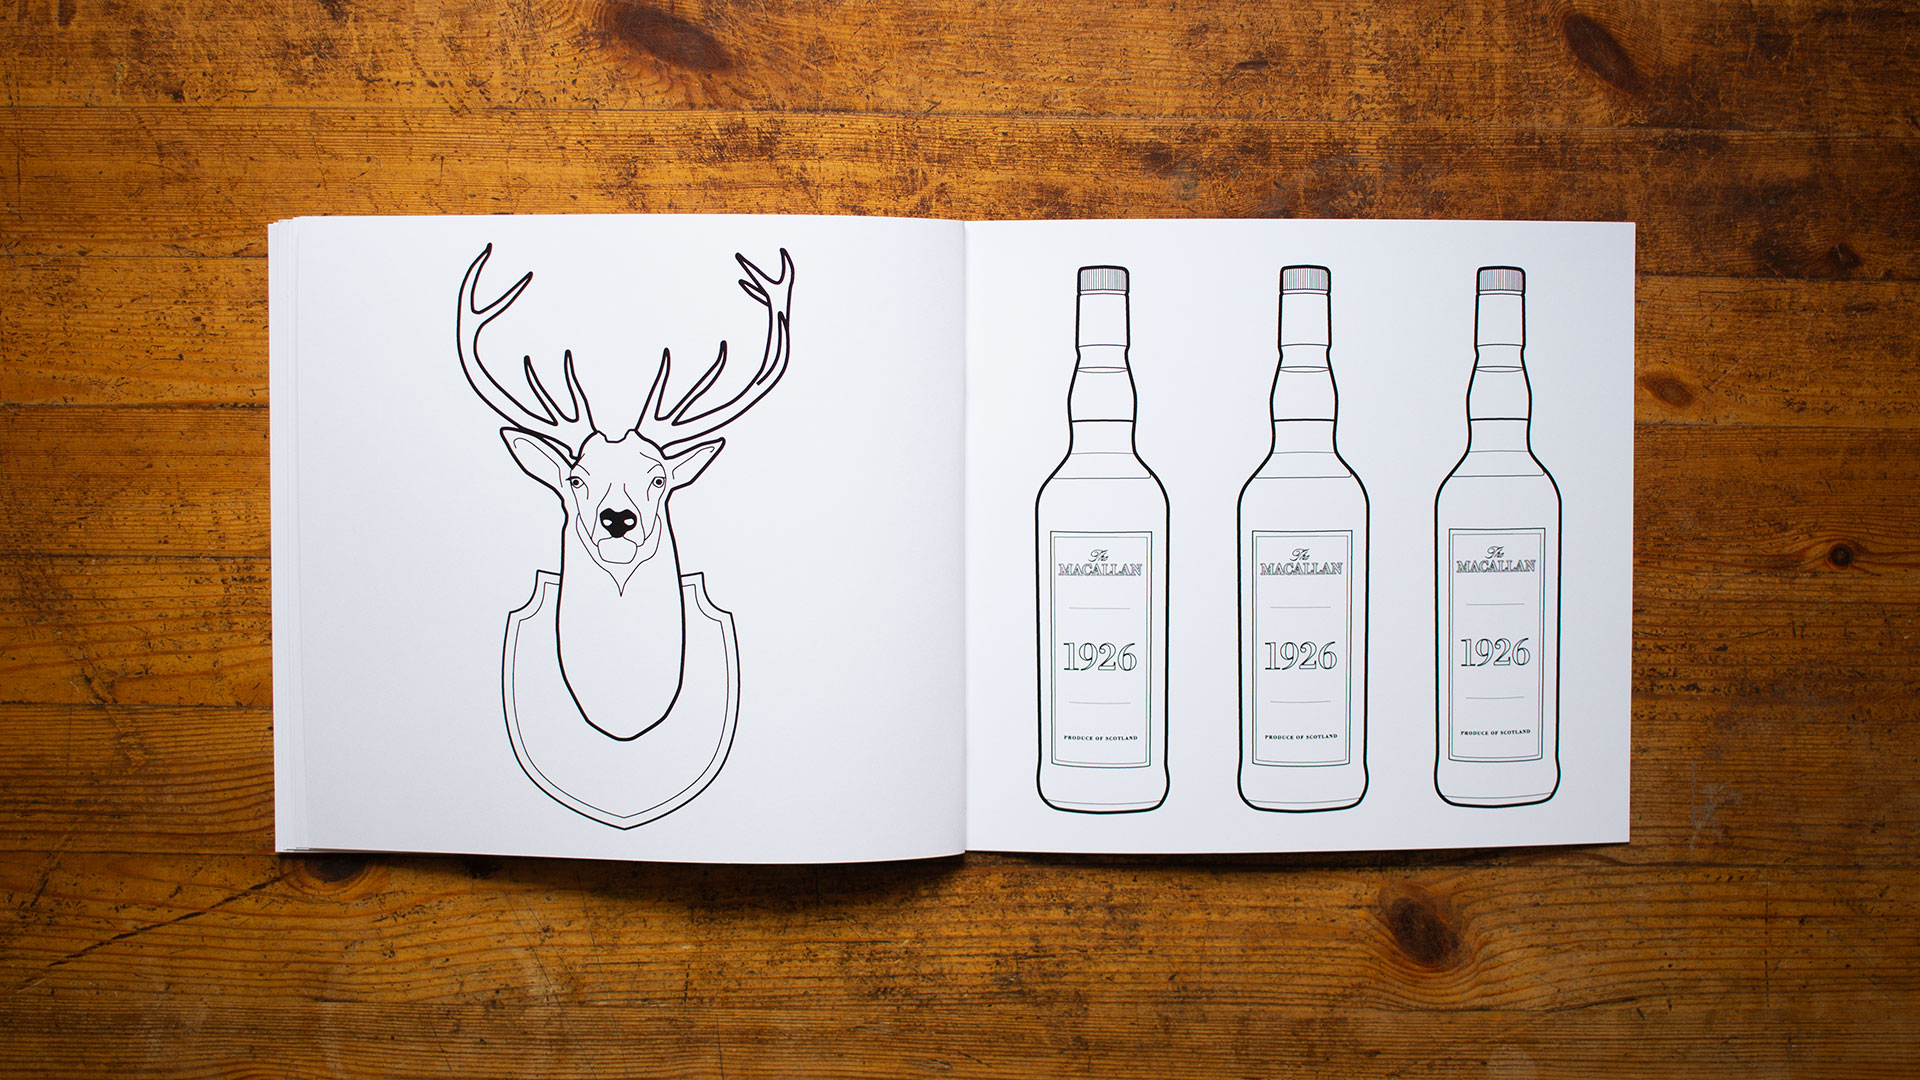 The
MACALLAN
1926
PRODUCE OF SCOTLAND
The
MACALLAN
1926
PRODUCE OF SCOTLAND
The
MACALLAN
1926
PRODUCE OF SCOTLAND